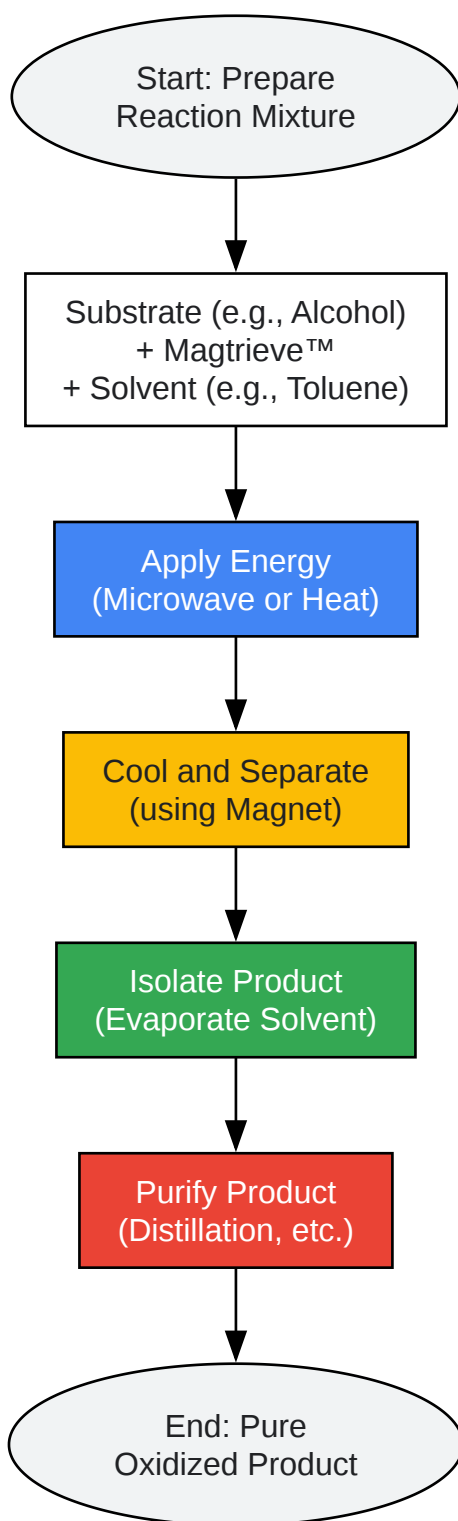 Start: Prepare
Reaction Mixture
Substrate (e.g., Alcohol)
+ Magtrieve™
+ Solvent (e.g., Toluene)
Apply Energy
(Microwave or Heat)
Cool and Separate
(using Magnet)
Isolate Product
(Evaporate Solvent)
Purify Product
(Distillation, etc.)
End: Pure
Oxidized Product